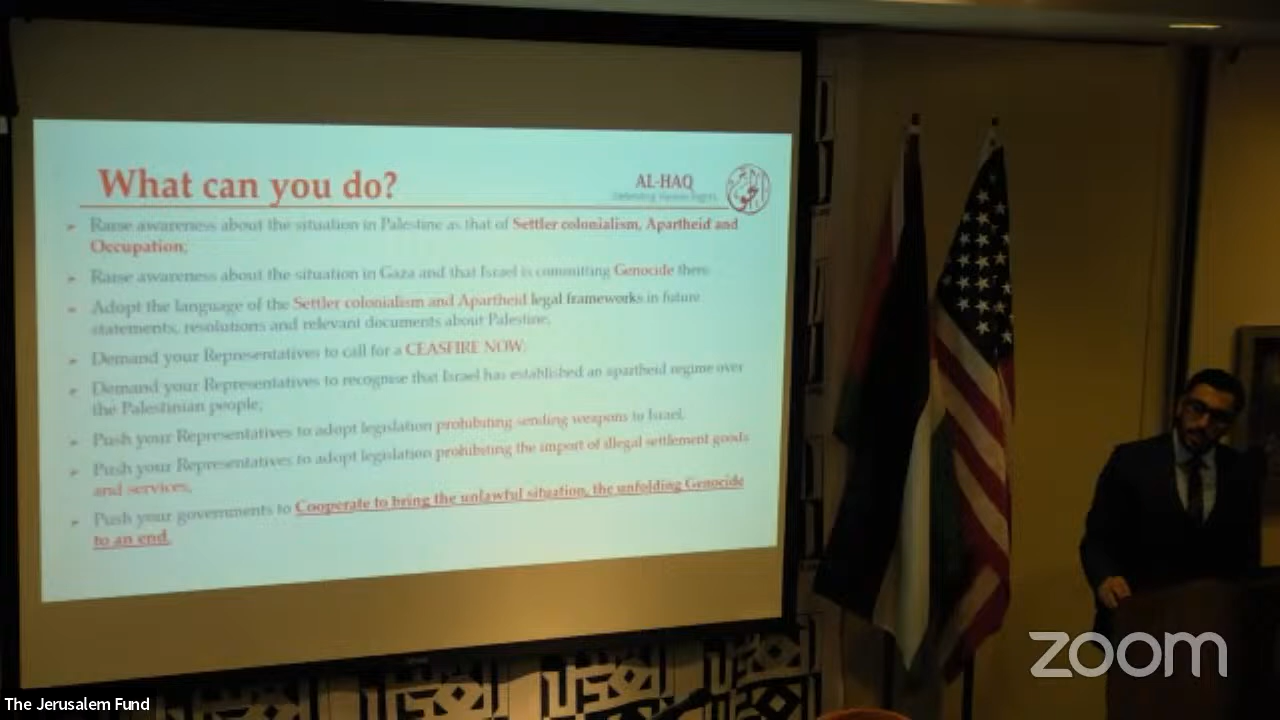 What can you do?
AL-HAQ
Defending Human Rights
➢ Raise awareness about the situation in Palestine as that of Settler colonialism, Apartheid and
Occupation;
➢ Raise awareness about the situation in Gaza and that Israel is committing Genocide there
➢ Adopt the language of the Settler colonialism and Apartheid legal frameworks in future
statements, resolutions and relevant documents about Palestine;
➢ Demand your Representatives to call for a CEASFIRE NOW;
➢ Demand your Representatives to recognise that Israel has established an apartheid regime over
the Palestinian people;
➢ Push your Representatives to adopt legislation prohibiting sending weapons to Israel.
➢ Push your Representatives to adopt legislation prohibiting the import of illegal settlement goods
and services;
➢ Push your governments to Cooperate to bring the unlawful situation, the unfolding Genocide
to an end.
zoom
The Jerusalem Fund